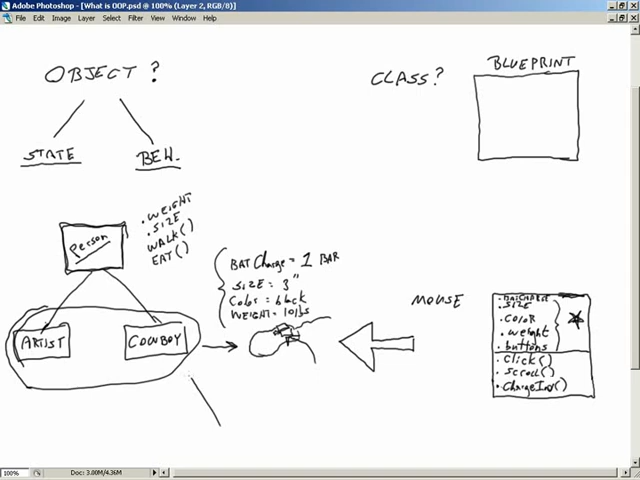 Adobe Photoshop - [What is OOP.psd @ 100% (Layer 2, RGB/8)]
File Edit Image Layer Select Filter View Window Help
OBJECT?
CLASS?
BLUEPRINT
STATE
BEH.
Person
.WEIGHT
.SIZE
WALK()
EAT()
BAT Charge = 1 BAR
SIZE = 3"
Color = black
WEIGHT = 10lbs
ARTIST
COWBOY
MOUSE
.SIZE
.COLOR
.weight
.buttons
.Click()
.Scroll()
100%
Doc: 3.00M/4.36M